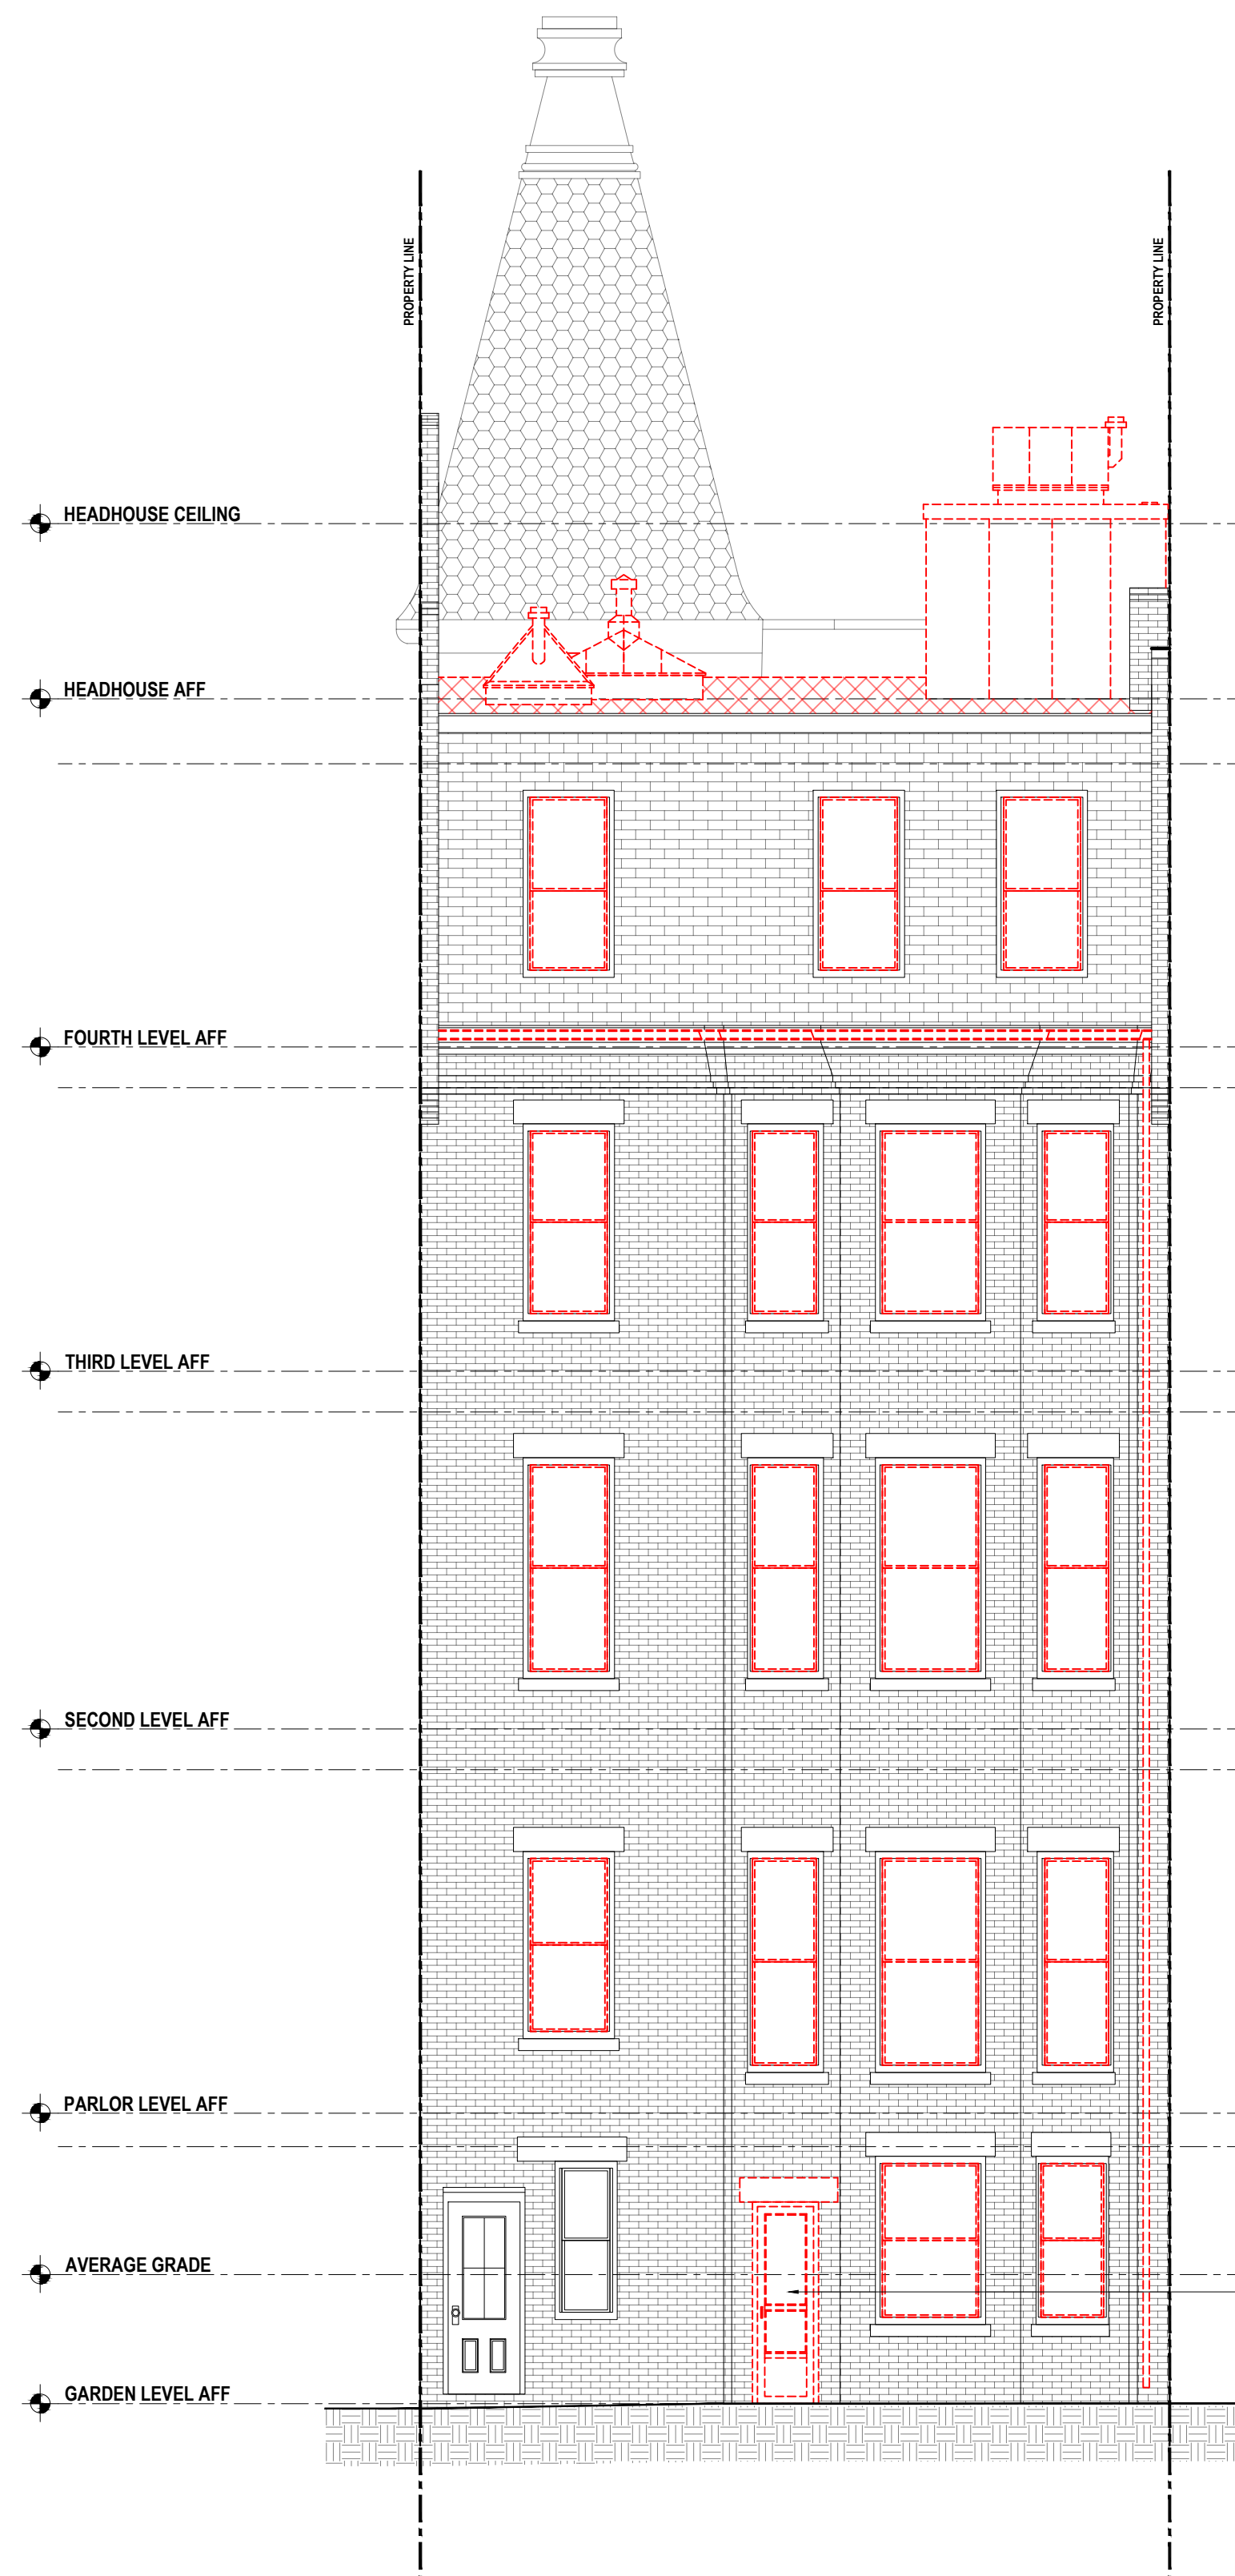 PROPERTY LINE
PROPERTY LINE
HEADHOUSE CEILING
HEADHOUSE AFF
FOURTH LEVEL AFF
THIRD LEVEL AFF
SECOND LEVEL AFF
PARLOR LEVEL AFF
AVERAGE GRADE
GARDEN LEVEL AFF